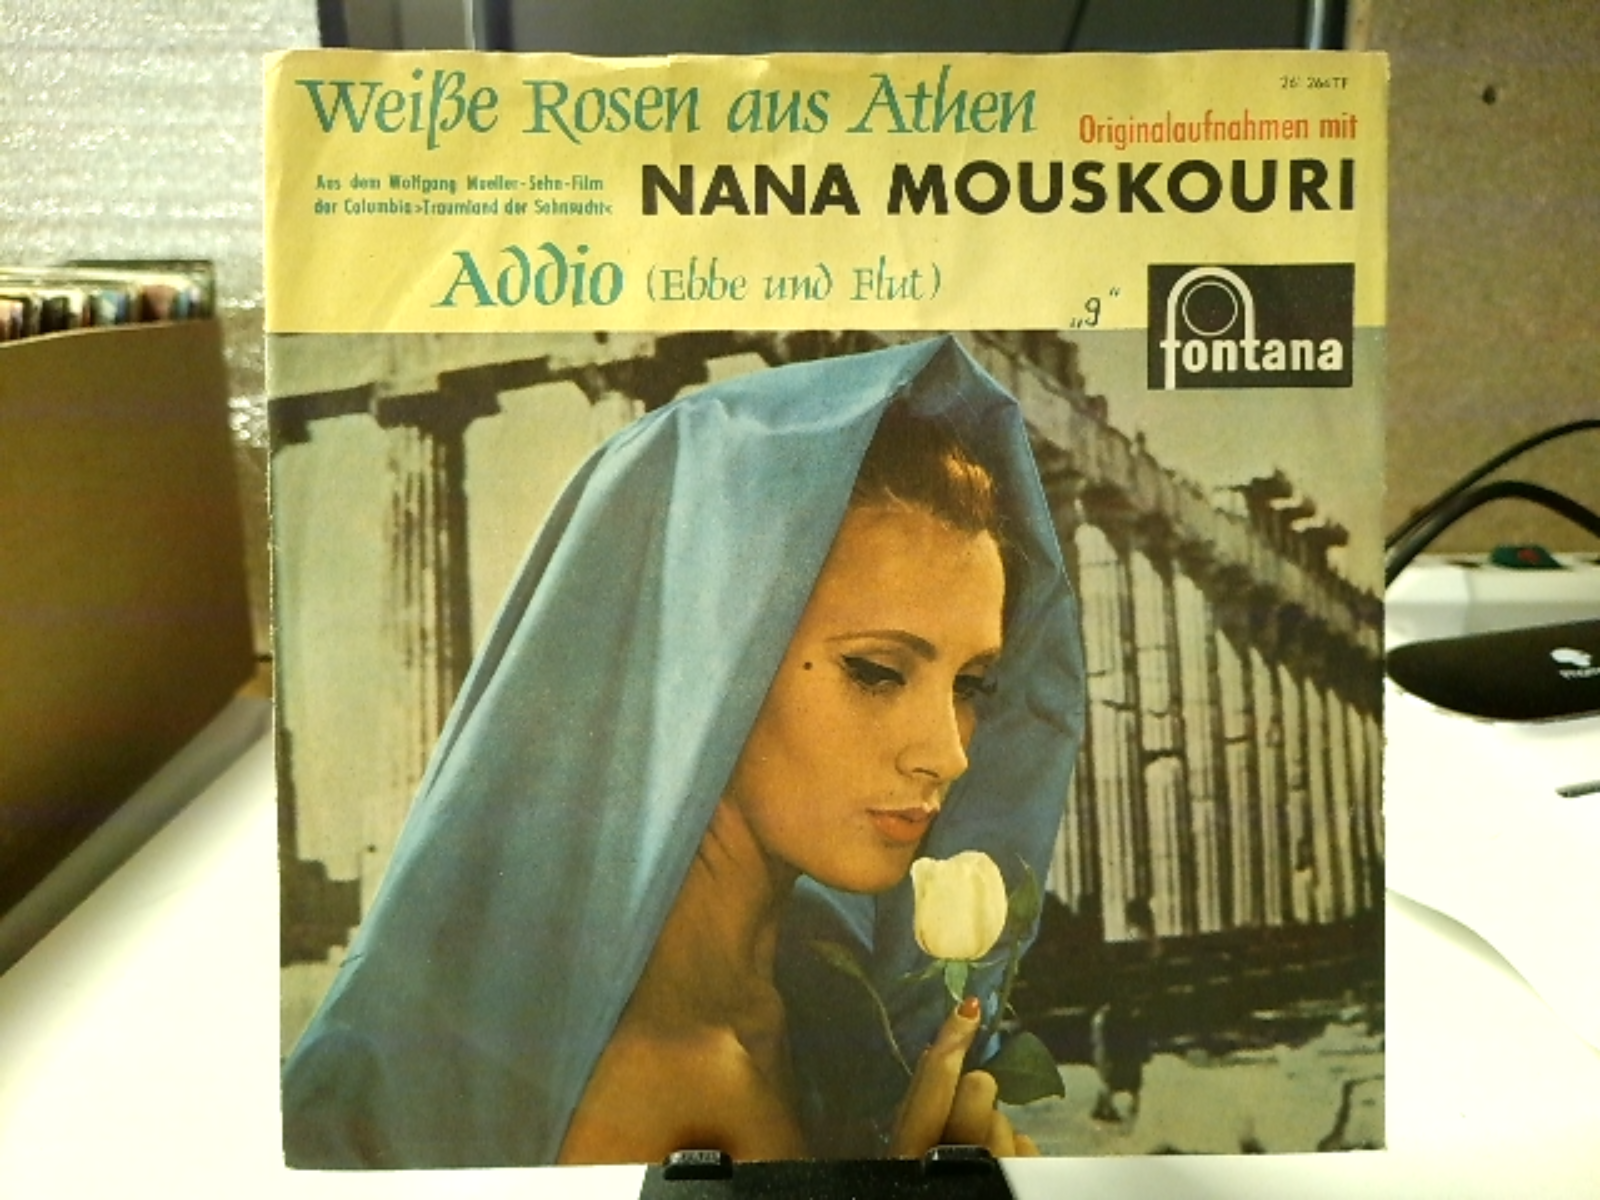 Weiße Rosen aus Athen
261 264 TF
Originalaufnahmen mit
Aus dem Wolfgang Mueller-Sehn-Film
der Columbia >Traumland der Sehnsucht<
NANA MOUSKOURI
Addio (Ebbe und Flut)
„9“
fontana